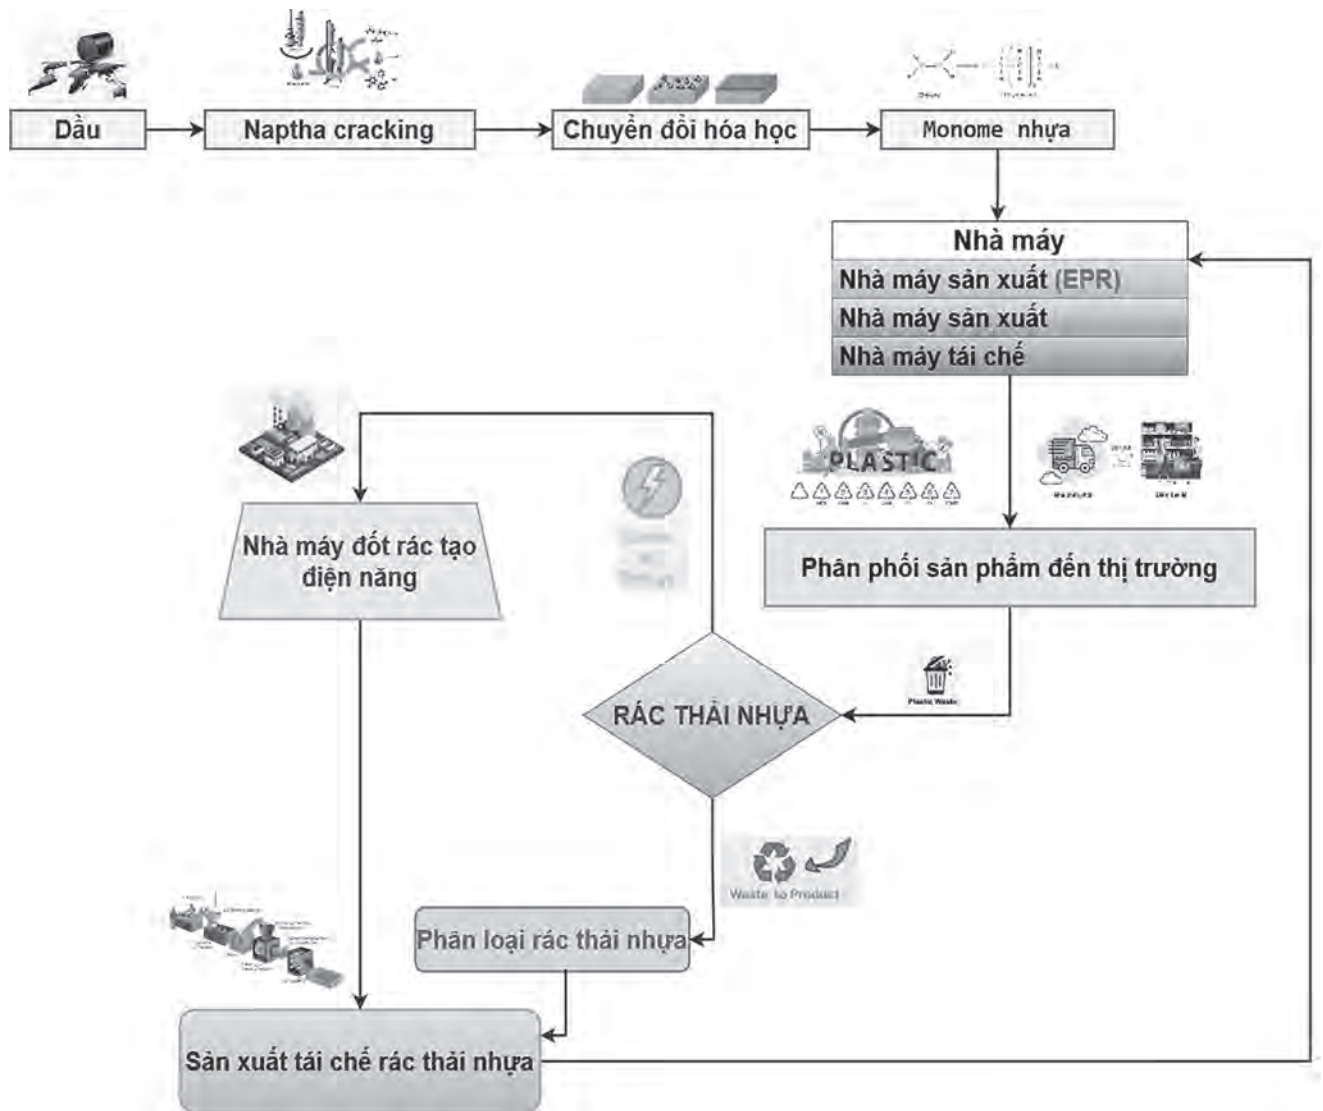 Dầu
Naptha cracking
Chuyển đổi hóa học
Monome nhựa
Nhà máy
Nhà máy sản xuất (EPR)
Nhà máy sản xuất
Nhà máy tái chế
PLASTIC
Nhà máy đốt rác tạo
điện năng
Phân phối sản phẩm đến thị trường
Plastic Waste
RÁC THẢI NHỰA
Waste to Product
Phân loại rác thải nhựa
Sản xuất tái chế rác thải nhựa